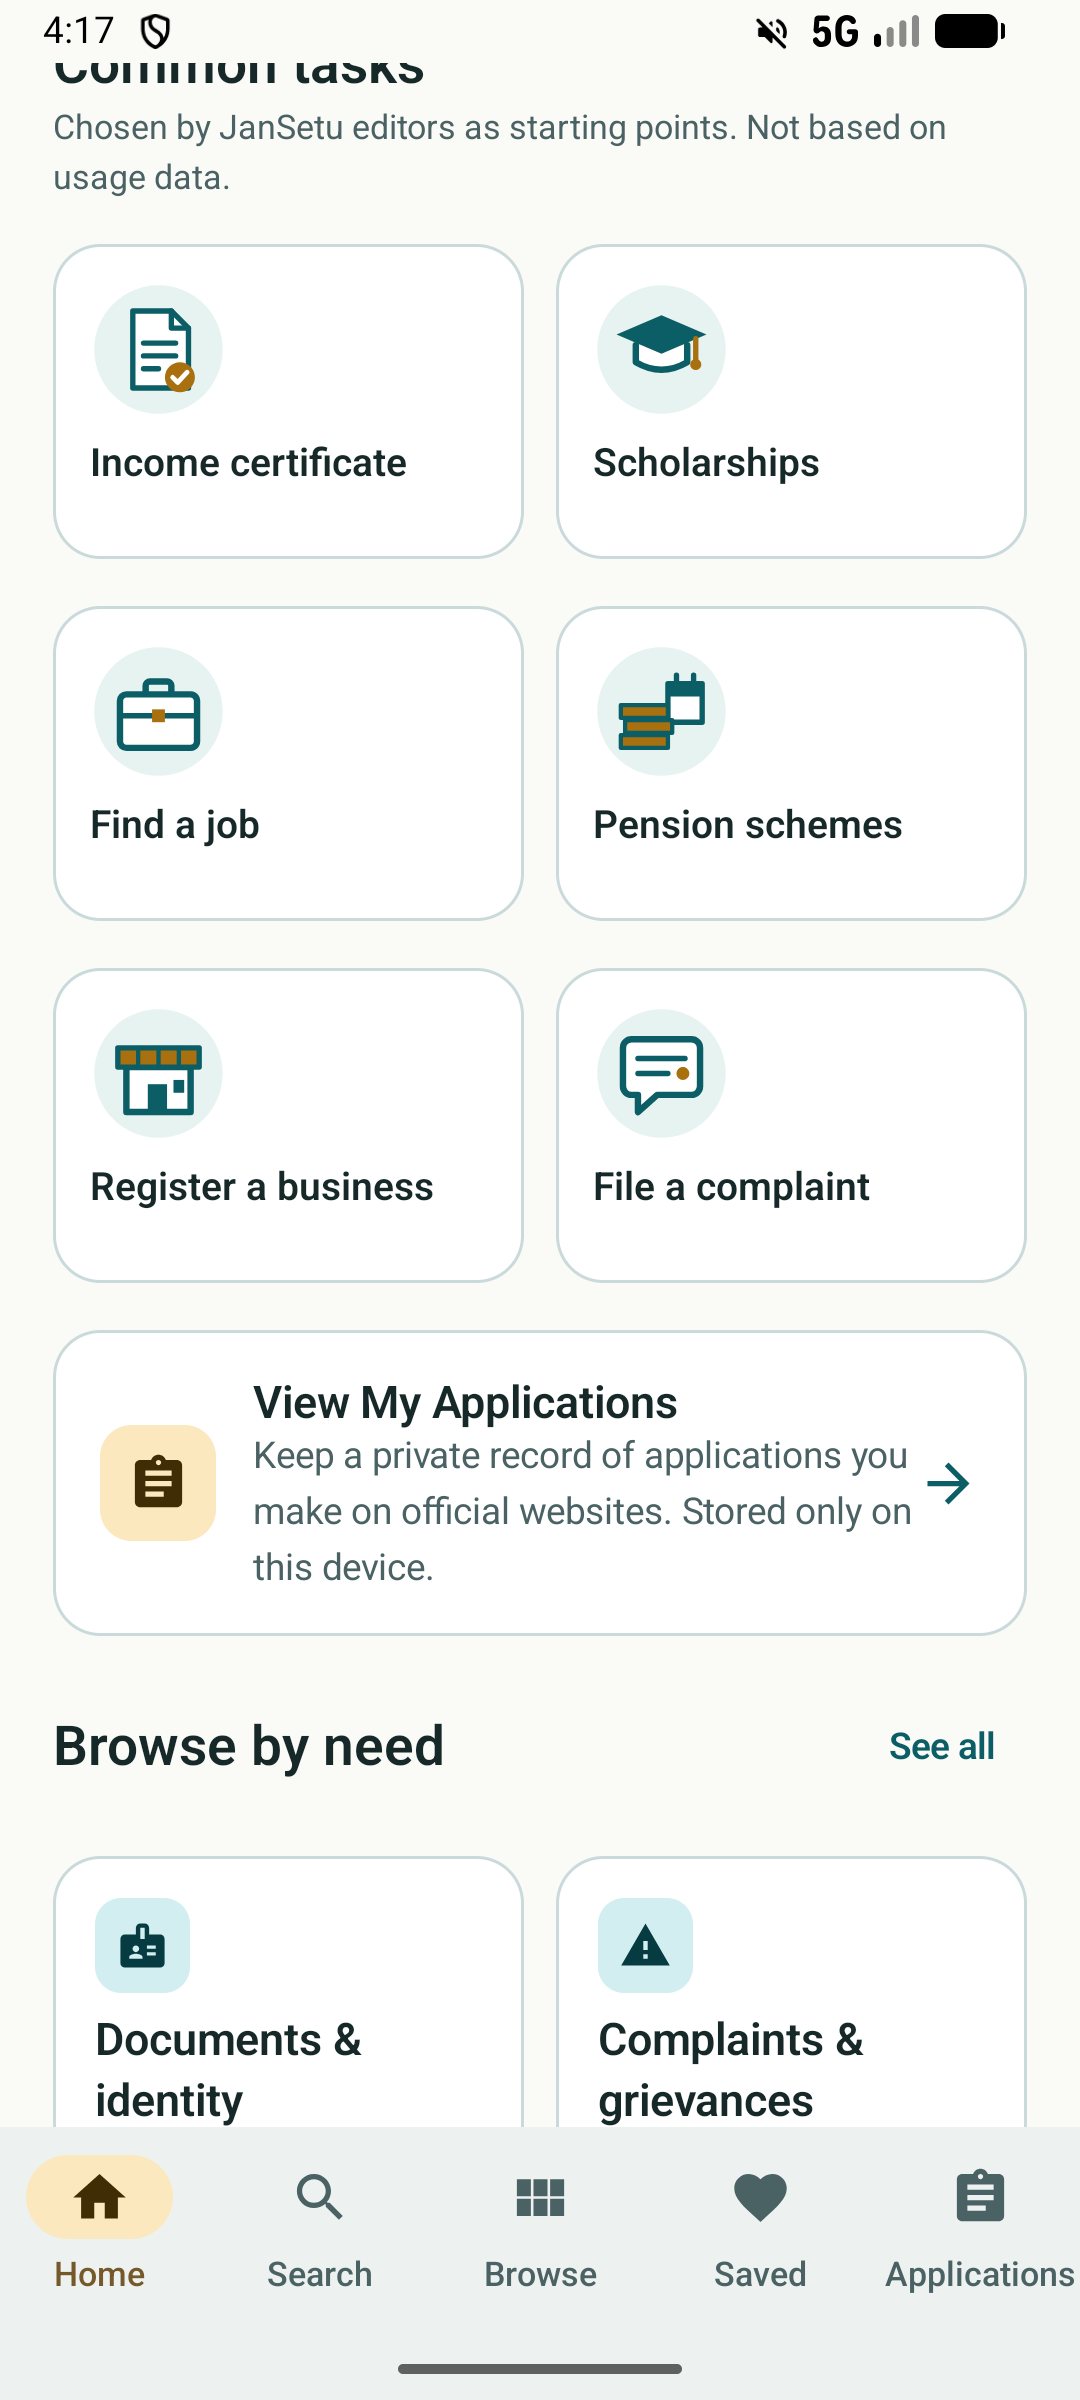 4:17
5G
Common tasks
Chosen by JanSetu editors as starting points. Not based on
usage data.
Income certificate
Scholarships
Find a job
Pension schemes
Register a business
File a complaint
View My Applications
Keep a private record of applications you
make on official websites. Stored only on
this device.
Browse by need
See all
Documents &
identity
Complaints &
grievances
Home
Search
Browse
Saved
Applications